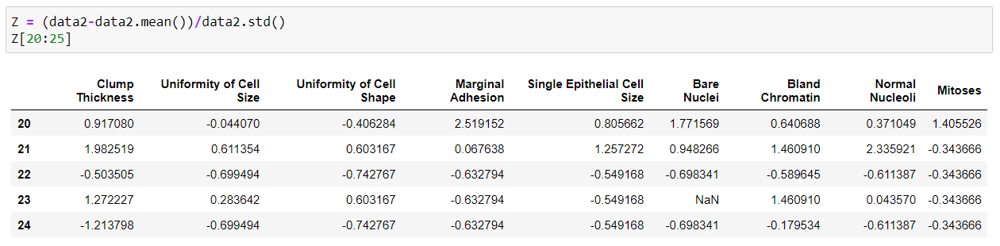 Z = (data2-data2.mean())/data2.std()
Z[20:25]
Clump Thickness Uniformity of Cell Size Uniformity of Cell Shape Marginal Adhesion Single Epithelial Cell Size Bare Nuclei Bland Chromatin Normal Nucleoli Mitoses
20 0.917080 -0.044070 -0.406284 2.519152 0.805662 1.771569 0.640688 0.371049 1.405526
21 1.982519 0.611354 0.603167 0.067638 1.257272 0.948266 1.460910 2.335921 -0.343666
22 -0.503505 -0.699494 -0.742767 -0.632794 -0.549168 -0.698341 -0.589645 -0.611387 -0.343666
23 1.272227 0.283642 0.603167 -0.632794 -0.549168 NaN 1.460910 0.043570 -0.343666
24 -1.213798 -0.699494 -0.742767 -0.632794 -0.549168 -0.698341 -0.179534 -0.611387 -0.343666